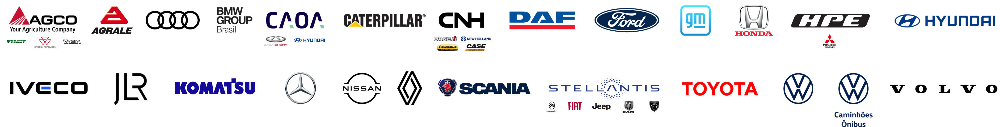 AGCO
Your Agriculture Company
FENDT
MASSEY FERGUSON
VALTRA
AGRALE
BMW
GROUP
Brasil
CAOA
CAOA CHERY
HYUNDAI
CATERPILLAR®
CNH
CASE IH
NEW HOLLAND
NEW HOLLAND
CONSTRUCTION
CASE
CONSTRUCTION
DAF
Ford
gm
HONDA
HPE
MITSUBISHI
MOTORS
HYUNDAI
IVECO
JLR
KOMATSU
NISSAN
SCANIA
STELLANTIS
CITROËN
FIAT
Jeep
RAM
TOYOTA
VW
VW
Caminhões
Ônibus
VOLVO